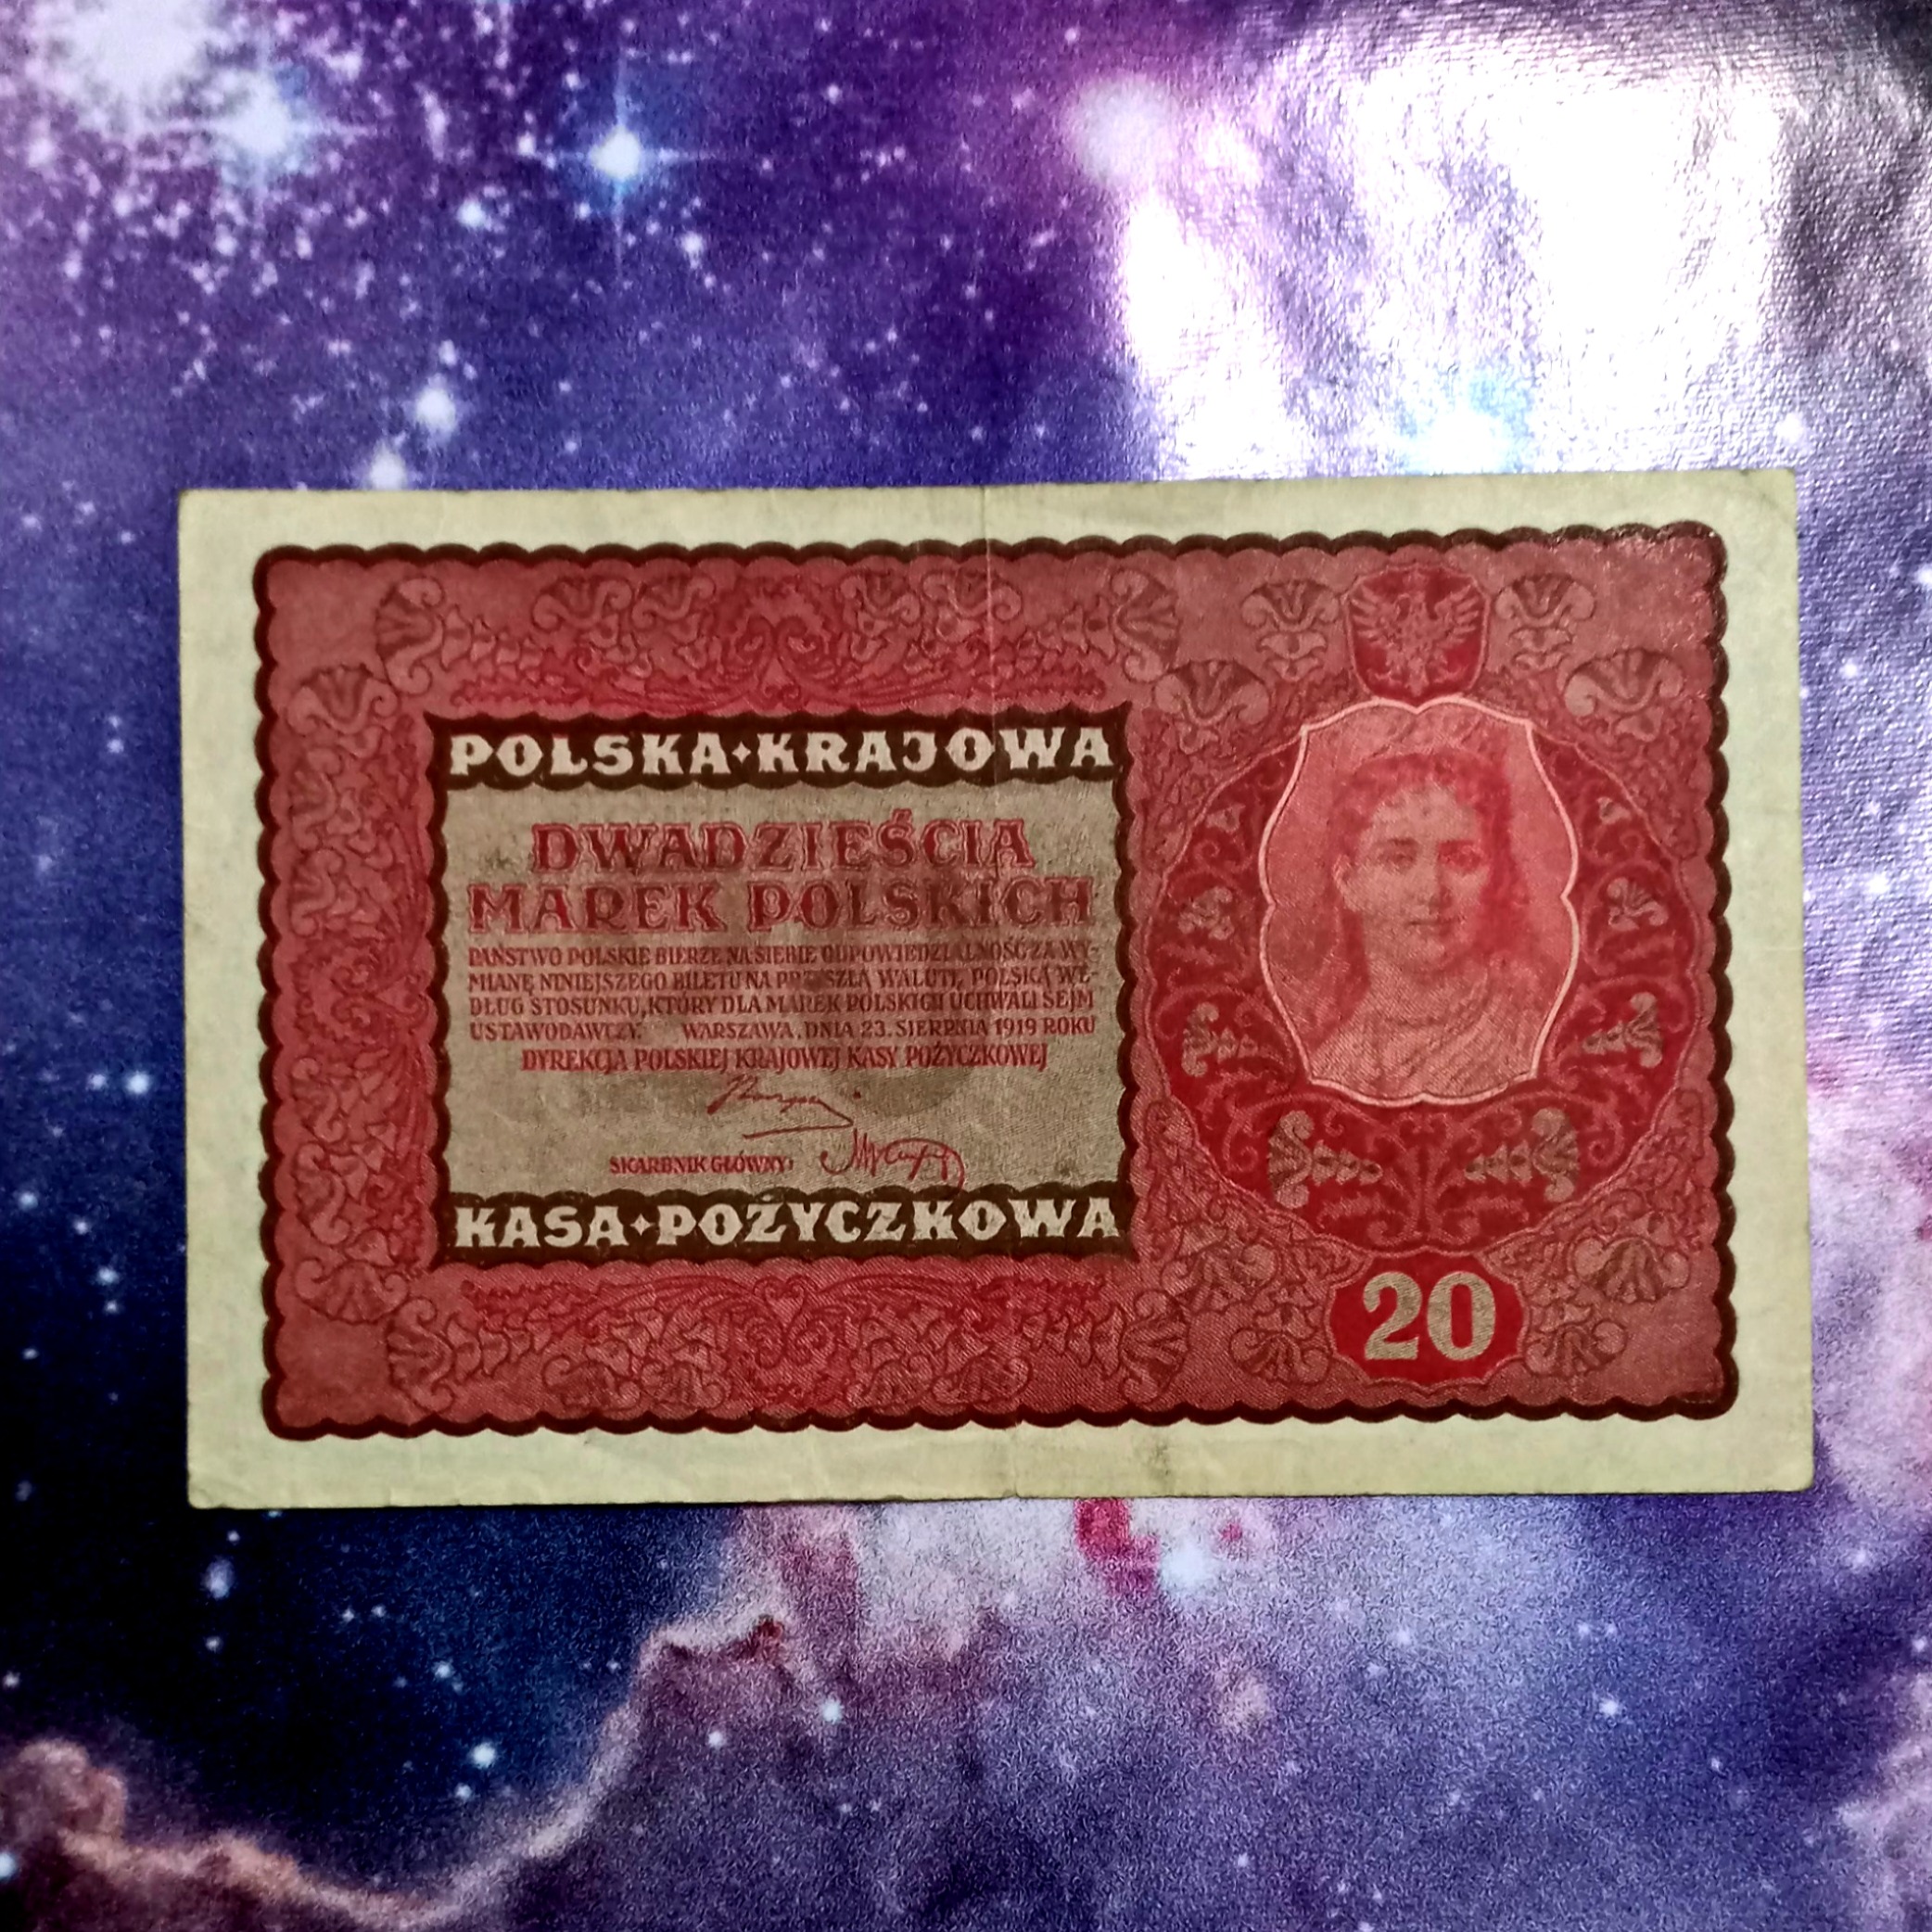 POLSKA·KRAJOWA
DWADZIEŚCIA
MAREK POLSKICH
PAŃSTWO POLSKIE BIERZE NA SIEBIE ODPOWIEDZIALNOŚĆ ZA WY-
MIANĘ NINIEJSZEGO BILETU NA PRZYSZŁĄ WALUTĘ POLSKĄ WE-
DŁUG STOSUNKU, KTÓRY DLA MAREK POLSKICH UCHWALI SEJM
USTAWODAWCZY. WARSZAWA, DNIA 23. SIERPNIA 1919 ROKU
DYREKCJA POLSKIEJ KRAJOWEJ KASY POŻYCZKOWEJ
SKARBNIK GŁÓWNY:
KASA·POŻYCZKOWA
20